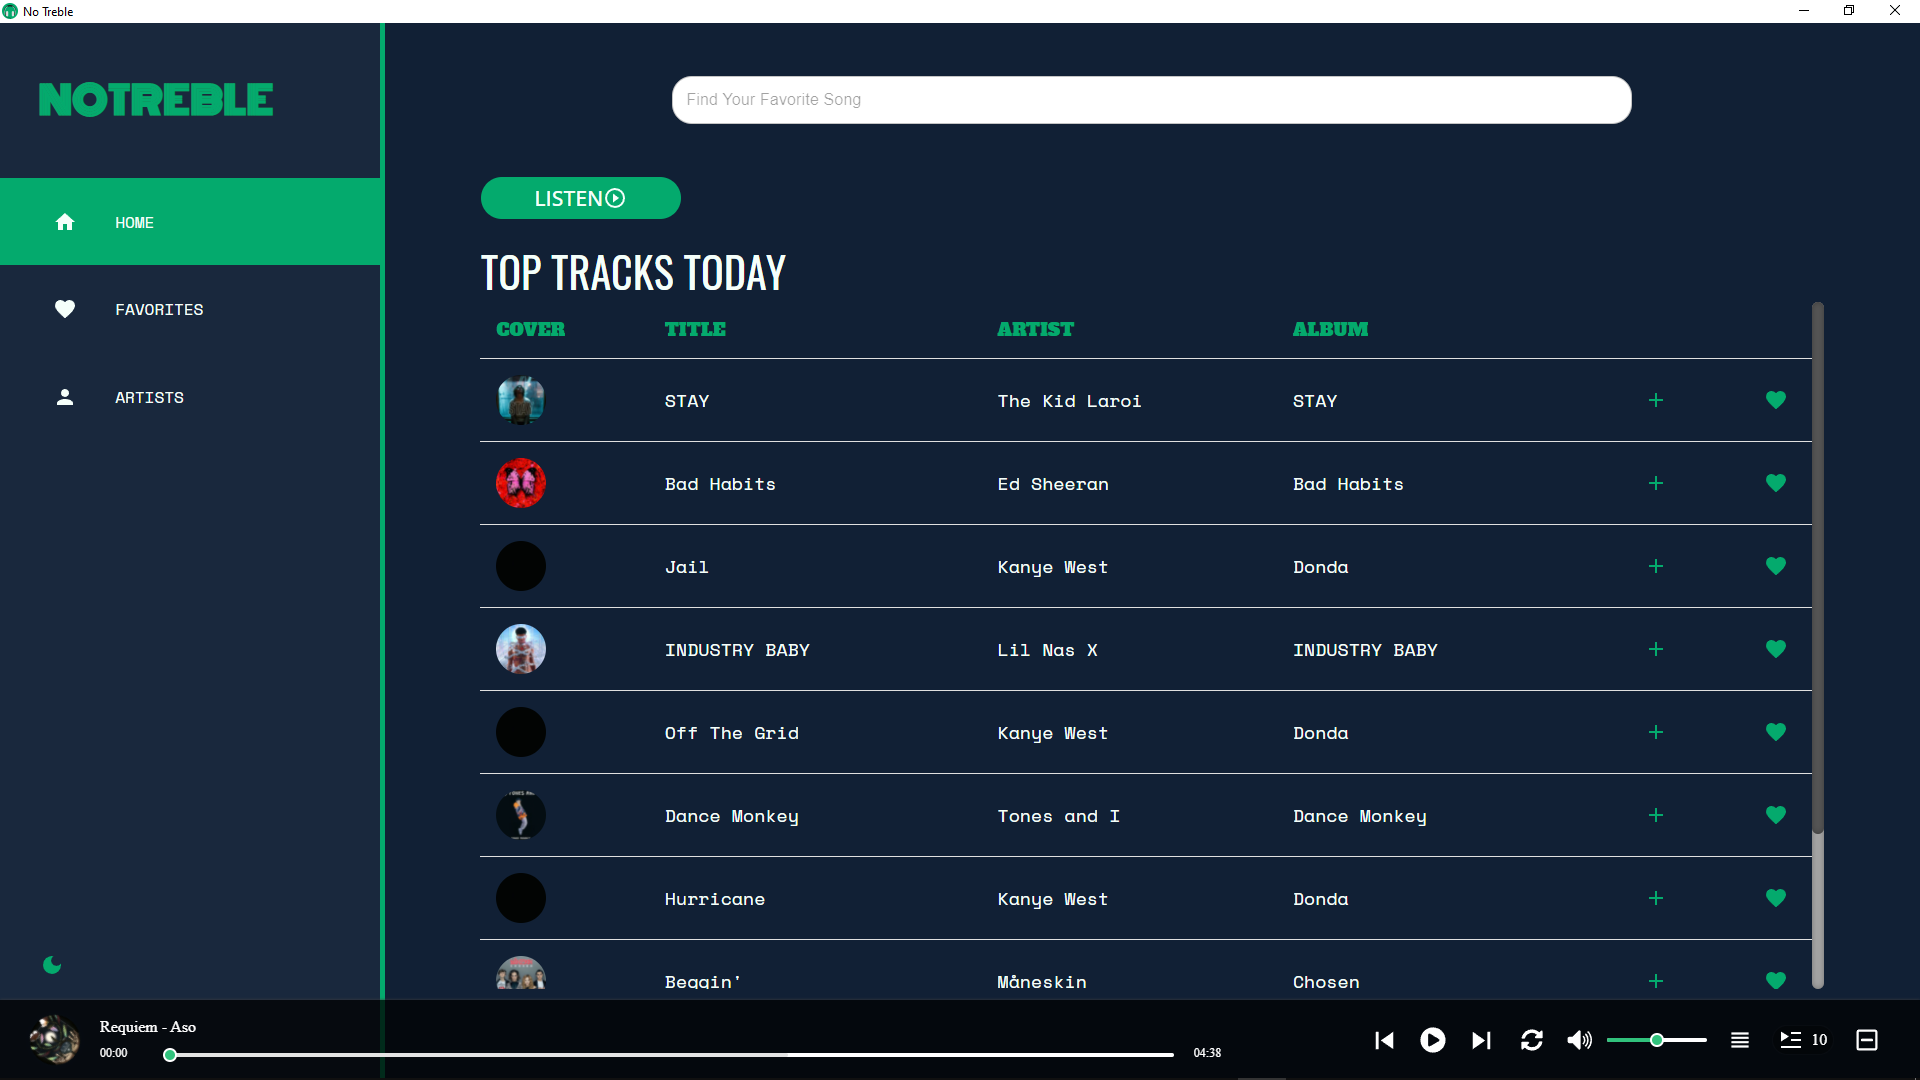 No Treble
NOTREBLE
Find Your Favorite Song
HOME
FAVORITES
ARTISTS
LISTEN
TOP TRACKS TODAY
COVER TITLE ARTIST ALBUM
STAY The Kid Laroi STAY
Bad Habits Ed Sheeran Bad Habits
Jail Kanye West Donda
INDUSTRY BABY Lil Nas X INDUSTRY BABY
Off The Grid Kanye West Donda
Dance Monkey Tones and I Dance Monkey
Hurricane Kanye West Donda
Beggin' Måneskin Chosen
Requiem - Aso
00:00 04:38
10